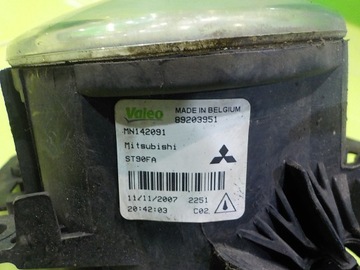 Valeo
MADE IN BELGIUM
89203951
MN142091
Mitsubishi
ST90FA
11/11/2007 2251
20:42:03 C02